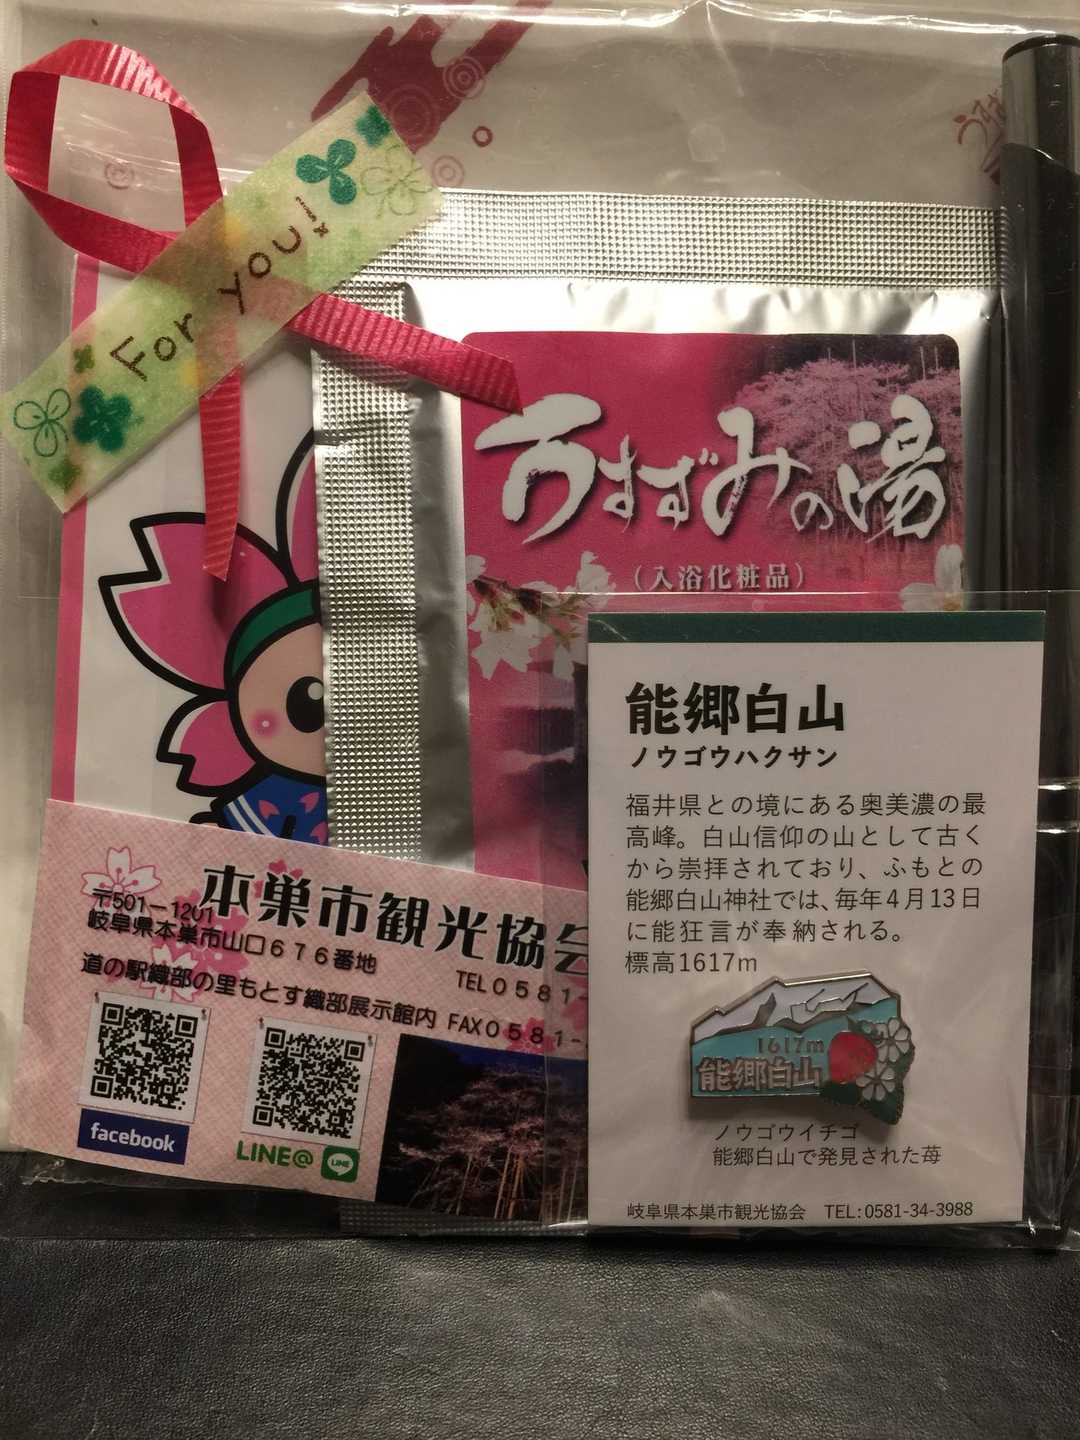 For you!
うすずみの湯
(入浴化粧品)
能郷白山
ノウゴウハクサン
福井県との境にある奥美濃の最
高峰。白山信仰の山として古く
から崇拝されており、ふもとの
能郷白山神社では、毎年4月13日
に能狂言が奉納される。
標高1617m
1617m
能郷白山
ノウゴウイチゴ
能郷白山で発見された苺
岐阜県本巣市観光協会 TEL:0581-34-3988
本巣市観光協会
〒501-1201
岐阜県本巣市山口676番地
TEL0581-
道の駅織部の里もとす織部展示館内 FAX0581-
facebook
LINE@
LINE